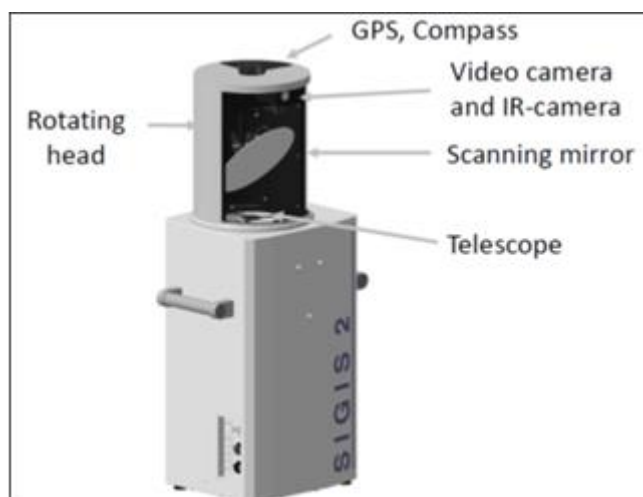 GPS, Compass
Video camera
and IR-camera
Rotating
head
Scanning mirror
Telescope
SIGIS 2